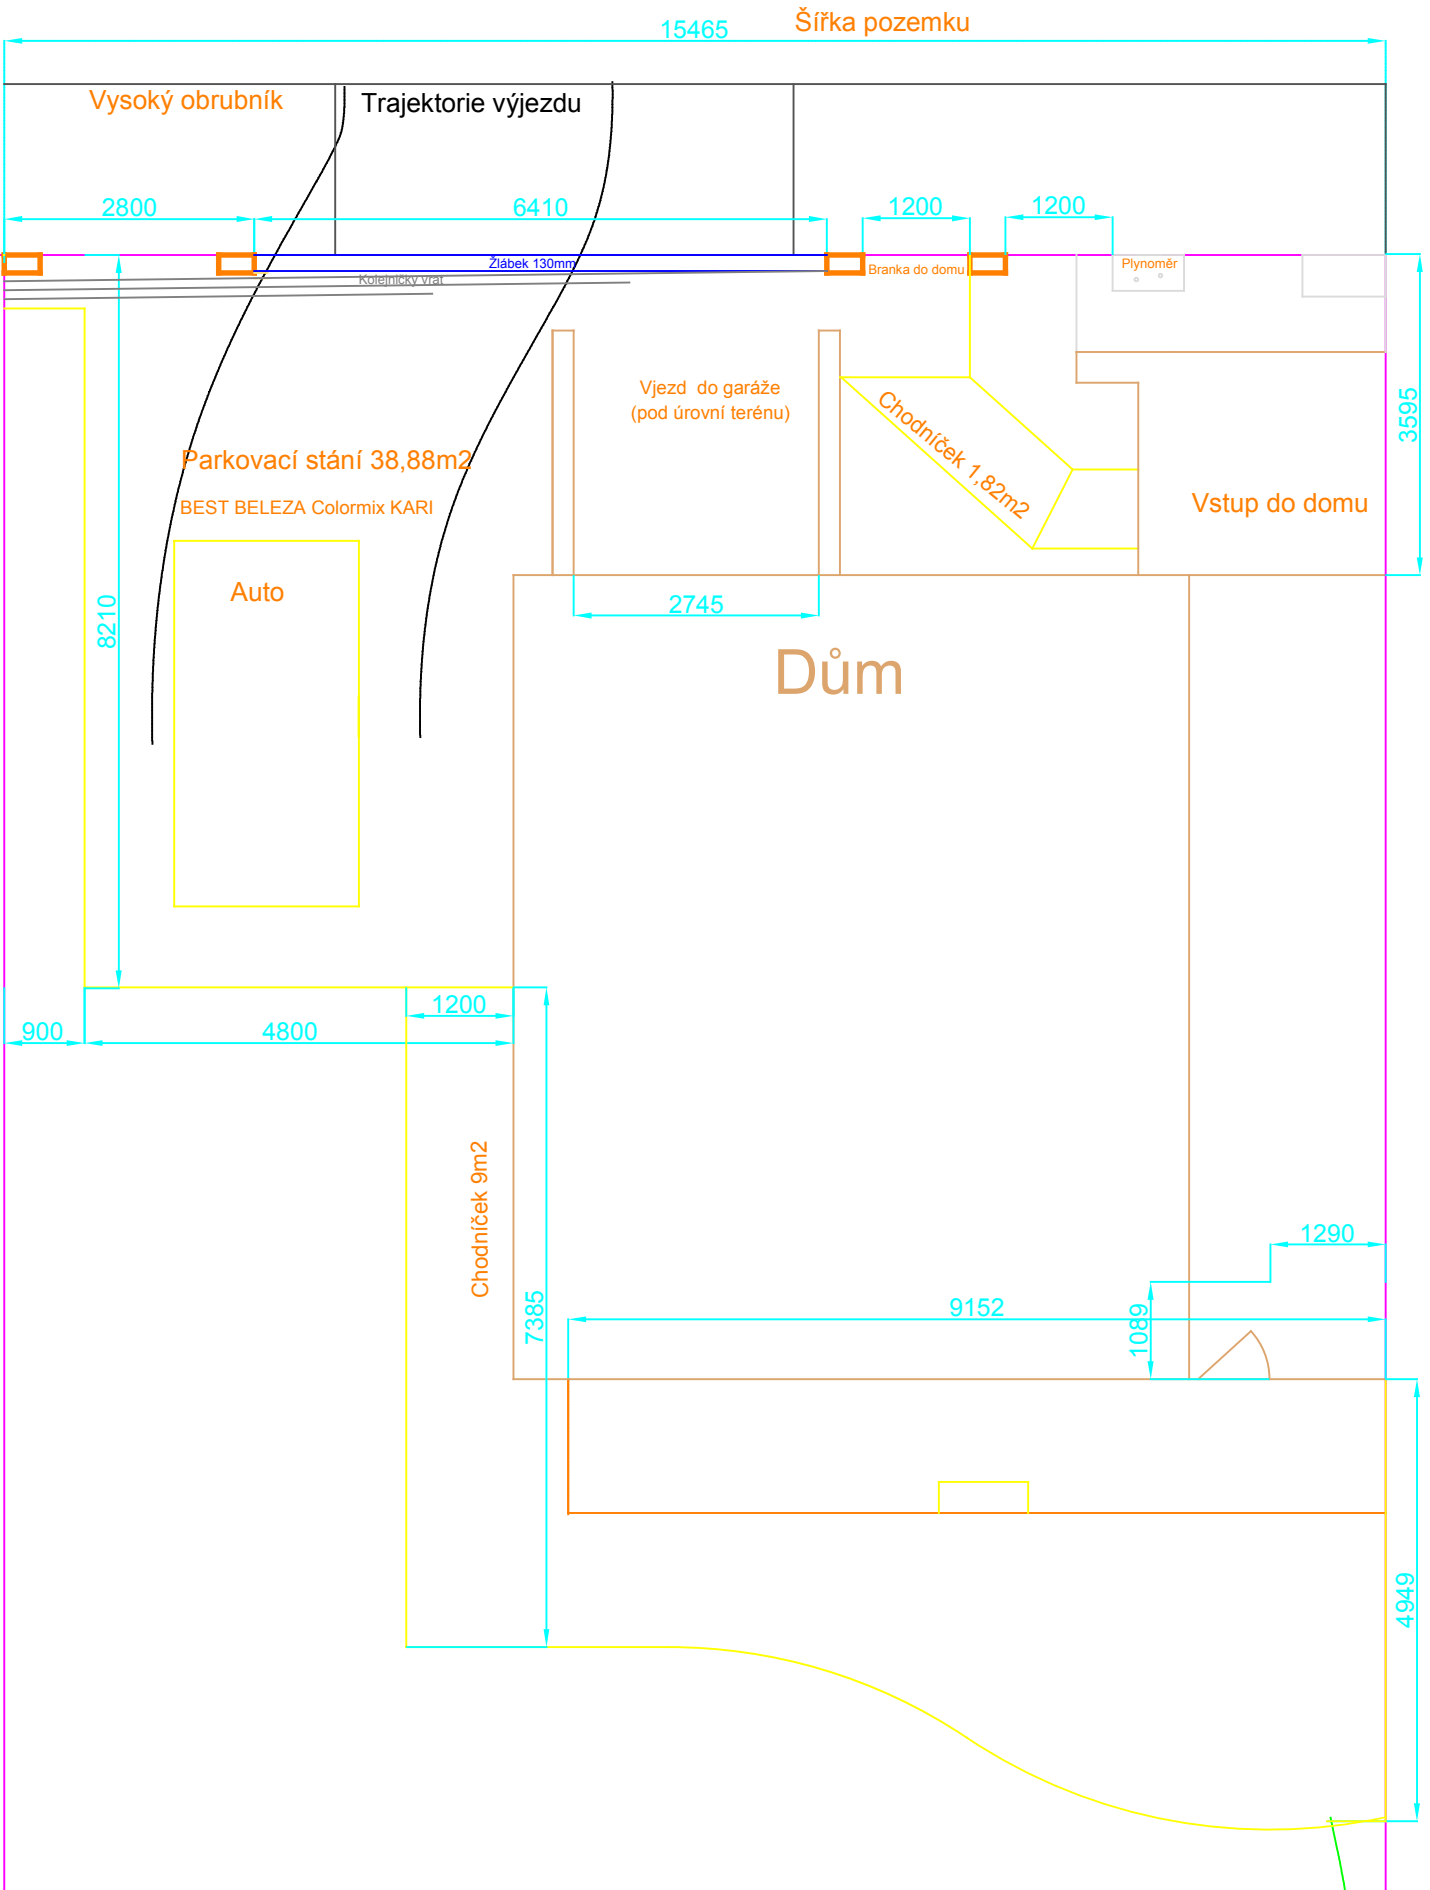 Šířka pozemku
15465
Vysoký obrubník
Trajektorie výjezdu
2800
6410
1200
1200
Žlábek 130mm
Branka do domu
Plynoměr
Kolejničky vrat
Vjezd do garáže
(pod úrovní terénu)
Chodníček 1,82m2
3595
Parkovací stání 38,88m2
BEST BELEZA Colormix KARI
Vstup do domu
Auto
8210
2745
Dům
1200
900
4800
Chodníček 9m2
7385
1290
9152
1089
4949